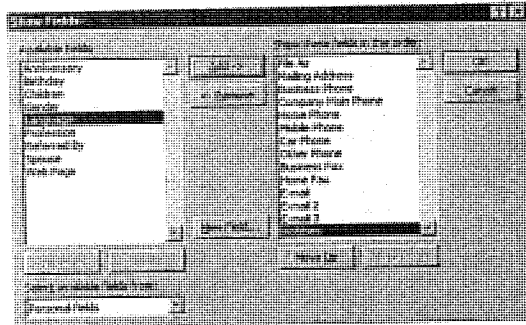 Show Fields
Available fields:
Anniversary
Birthday
Children
Gender
Profession
Referred By
Spouse
Web Page
Add ->
<- Remove
New Field...
Select available fields from:
Personal fields
Show these fields in this order:
File As
Mailing Address
Business Phone
Company Main Phone
Home Phone
Mobile Phone
Car Phone
Other Phone
Business Fax
Home Fax
E-mail
E-mail 2
E-mail 3
Move Up
OK
Cancel